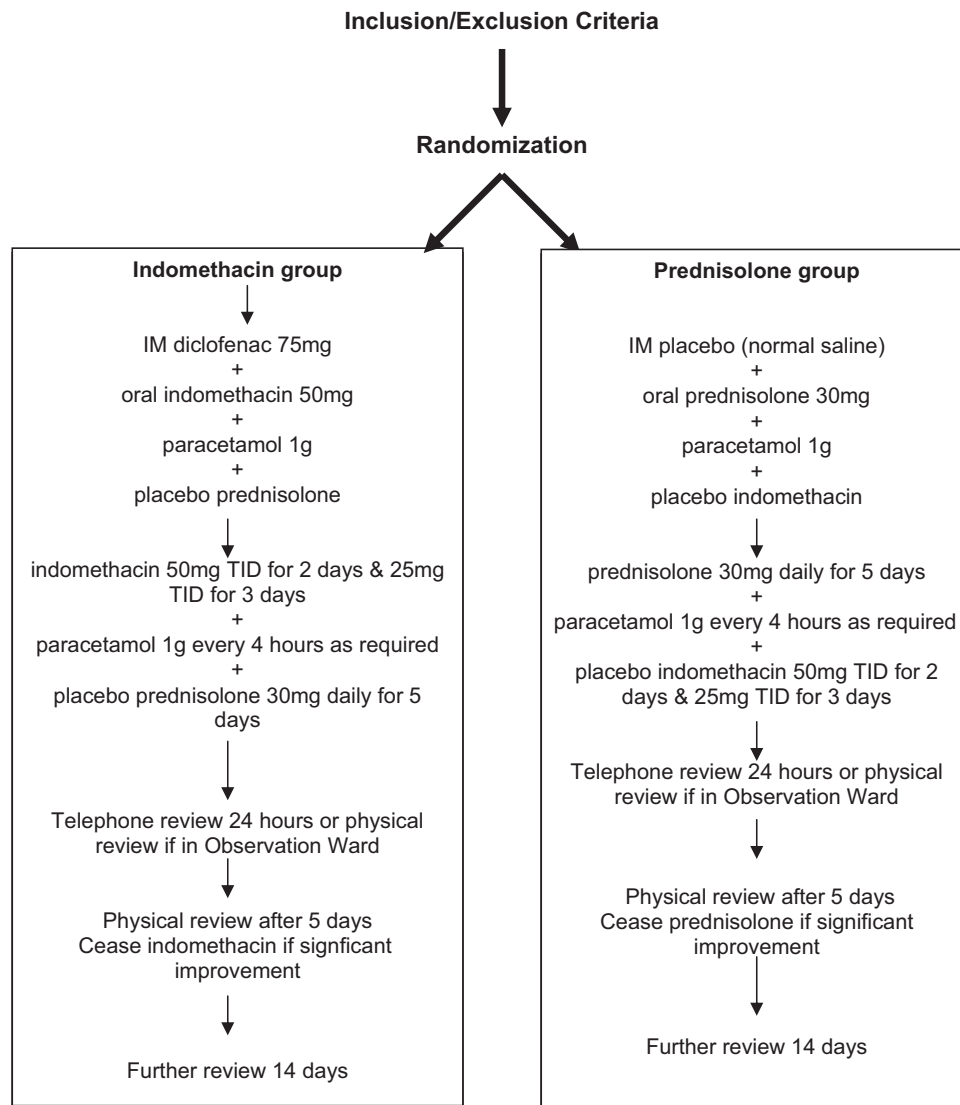 Inclusion/Exclusion Criteria
Randomization
Indomethacin group
IM diclofenac 75mg
+
oral indomethacin 50mg
+
paracetamol 1g
+
placebo prednisolone
indomethacin 50mg TID for 2 days & 25mg
TID for 3 days
+
paracetamol 1g every 4 hours as required
+
placebo prednisolone 30mg daily for 5
days
Telephone review 24 hours or physical
review if in Observation Ward
Physical review after 5 days
Cease indomethacin if signficant
improvement
Further review 14 days
Prednisolone group
IM placebo (normal saline)
+
oral prednisolone 30mg
+
paracetamol 1g
+
placebo indomethacin
prednisolone 30mg daily for 5 days
+
paracetamol 1g every 4 hours as required
+
placebo indomethacin 50mg TID for 2
days & 25mg TID for 3 days
Telephone review 24 hours or physical
review if in Observation Ward
Physical review after 5 days
Cease prednisolone if significant
improvement
Further review 14 days